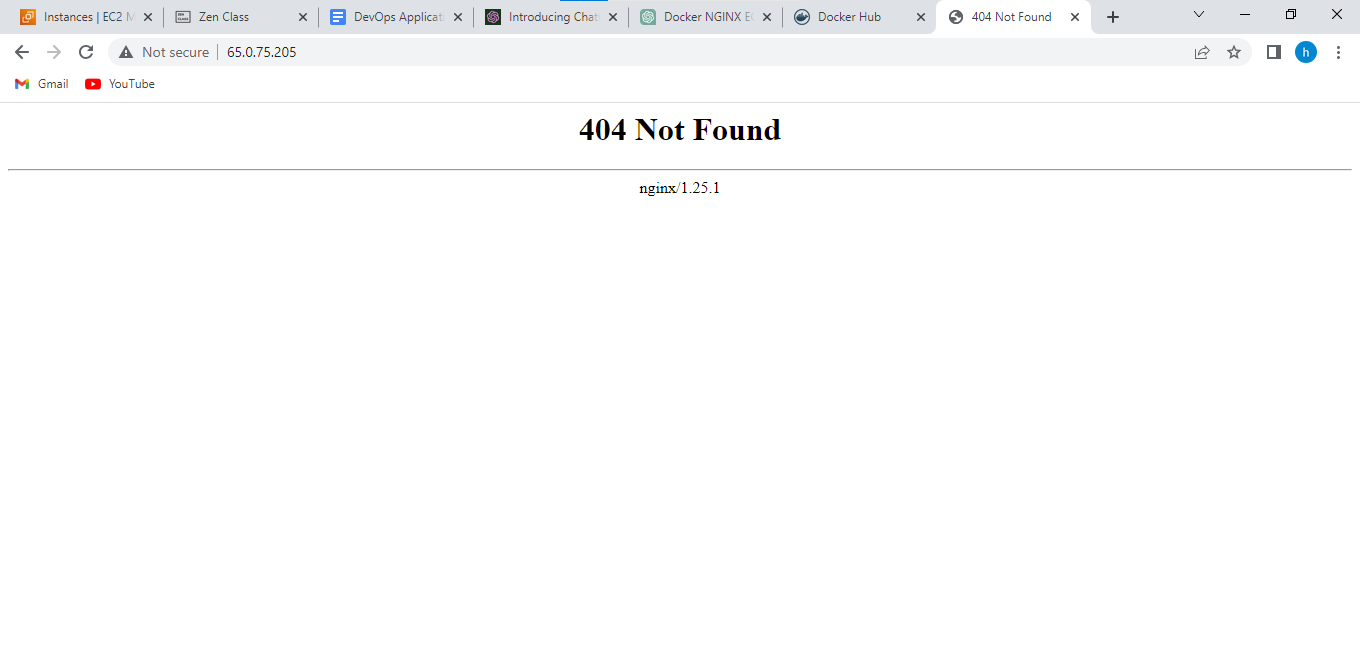 Instances | EC2 M
Zen Class
DevOps Applicati
Introducing Chat
Docker NGINX E
Docker Hub
404 Not Found
Not secure
65.0.75.205
h
Gmail
YouTube
404 Not Found
nginx/1.25.1